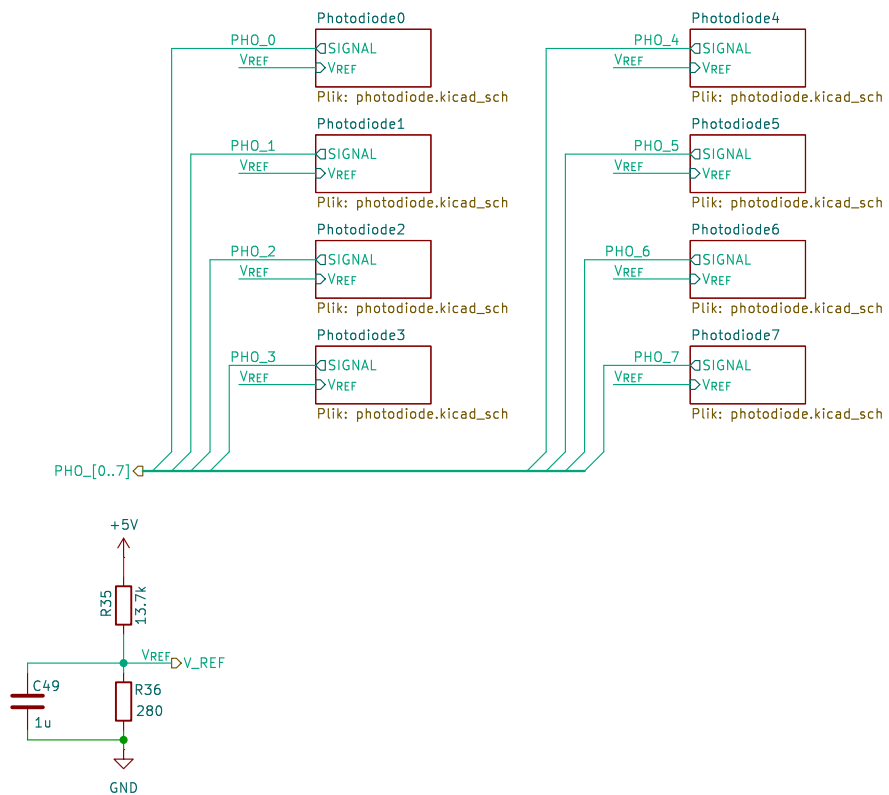 Photodiode0
PHO_0
SIGNAL
VREF
VREF
Plik: photodiode.kicad_sch
Photodiode1
PHO_1
SIGNAL
VREF
VREF
Plik: photodiode.kicad_sch
Photodiode2
PHO_2
SIGNAL
VREF
VREF
Plik: photodiode.kicad_sch
Photodiode3
PHO_3
SIGNAL
VREF
VREF
Plik: photodiode.kicad_sch
Photodiode4
PHO_4
SIGNAL
VREF
VREF
Plik: photodiode.kicad_sch
Photodiode5
PHO_5
SIGNAL
VREF
VREF
Plik: photodiode.kicad_sch
Photodiode6
PHO_6
SIGNAL
VREF
VREF
Plik: photodiode.kicad_sch
Photodiode7
PHO_7
SIGNAL
VREF
VREF
Plik: photodiode.kicad_sch
PHO_[0..7]
+5V
R35
13.7k
VREF
V_REF
C49
1u
R36
280
GND